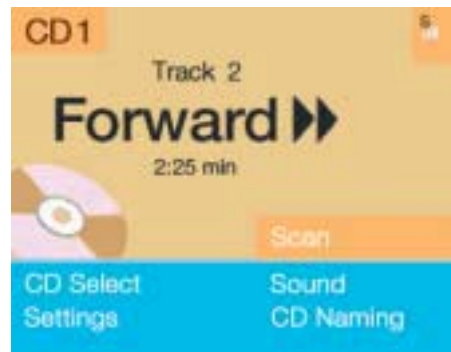 CD1
S
Track 2
Forward
2:25 min
Scan
CD Select
Sound
Settings
CD Naming